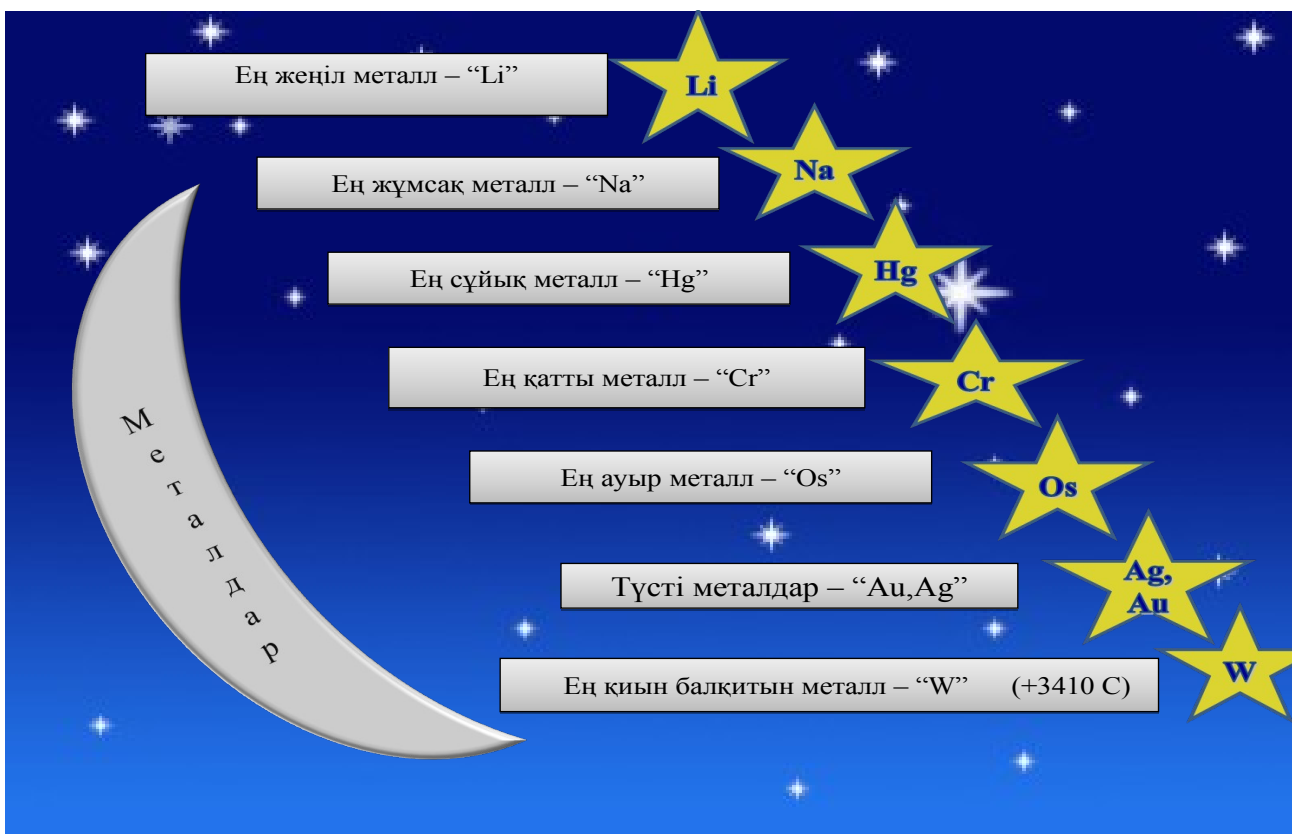 Ең жеңіл металл – “Li”
Li
Ең жұмсақ металл – “Na”
Na
Ең сұйық металл – “Hg”
Hg
Ең қатты металл – “Cr”
Cr
Ең ауыр металл – “Os”
Os
Түсті металдар – “Au,Ag”
Ag,
Au
Ең қиын балқитын металл – “W” (+3410 С)
W
Металдар